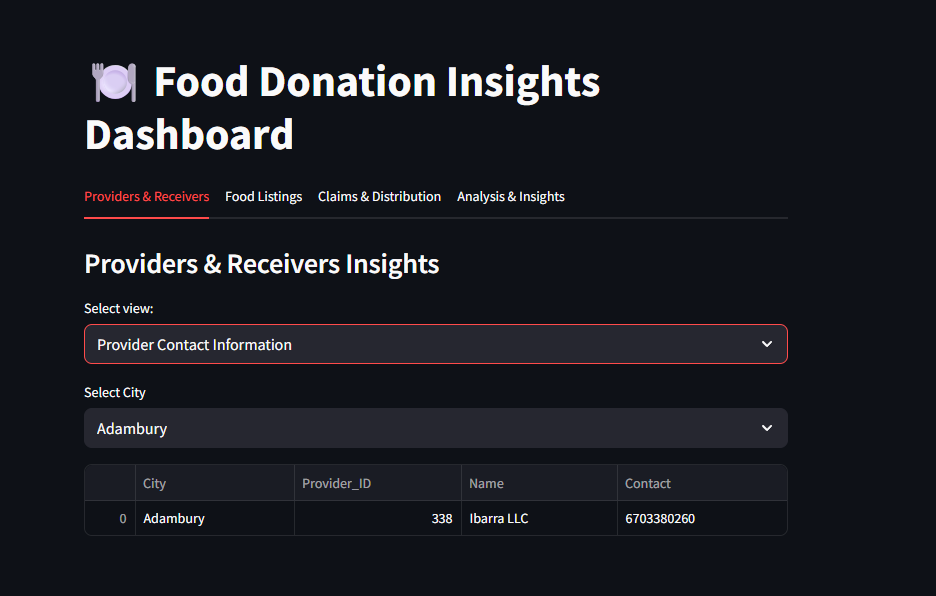 Food Donation Insights
Dashboard
Providers & Receivers Food Listings Claims & Distribution Analysis & Insights
Providers & Receivers Insights
Select view:
Provider Contact Information
Select City
Adambury
City Provider_ID Name Contact
0 Adambury 338 Ibarra LLC 6703380260